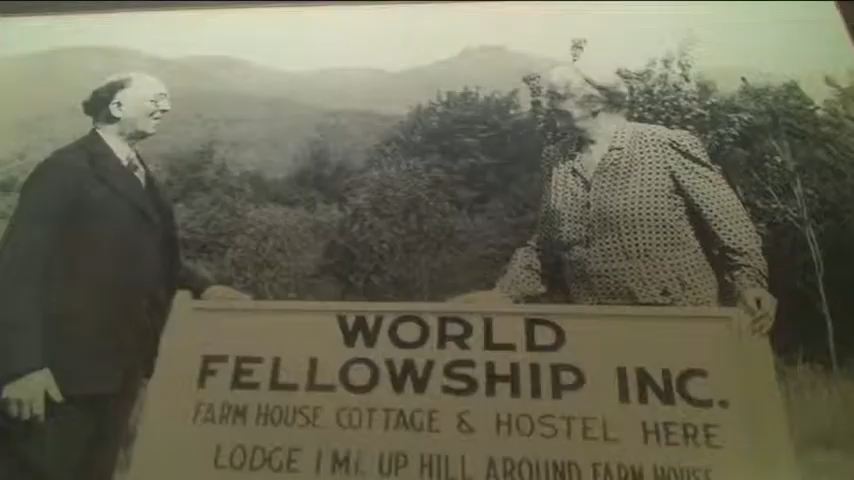 WORLD
FELLOWSHIP INC.
FARM HOUSE COTTAGE & HOSTEL HERE
LODGE 1 MI. UP HILL AROUND FARM HOUSE